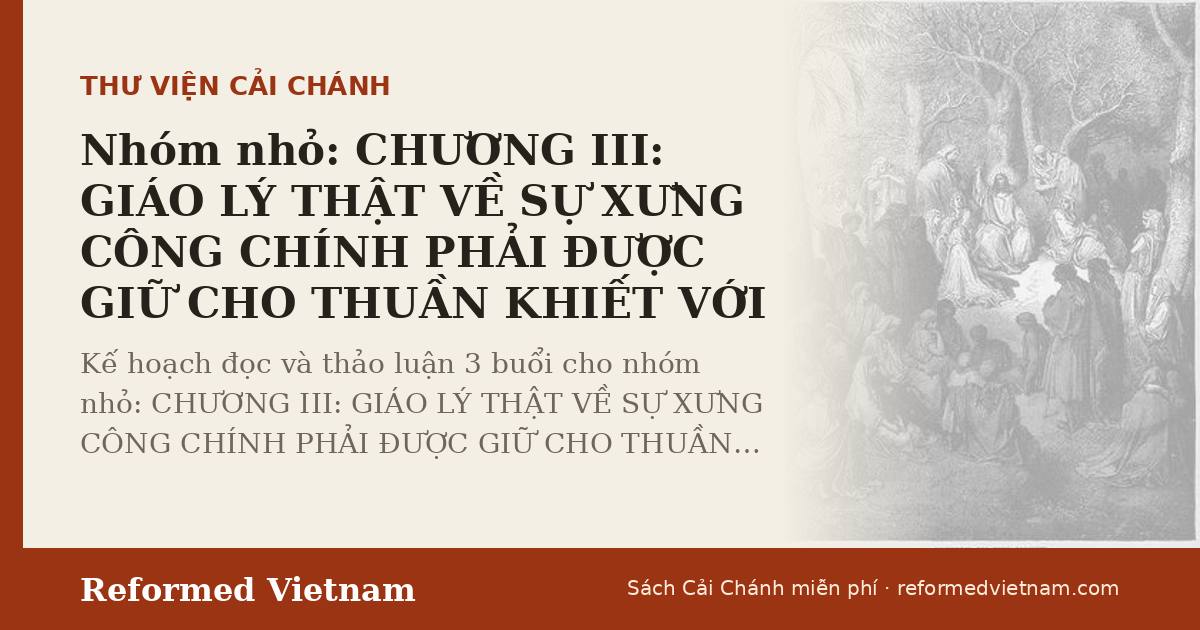 THƯ VIỆN CẢI CHÁNH
Nhóm nhỏ: CHƯƠNG III:
GIÁO LÝ THẬT VỀ SỰ XƯNG
CÔNG CHÍNH PHẢI ĐƯỢC
GIỮ CHO THUẦN KHIẾT VỚI
Kế hoạch đọc và thảo luận 3 buổi cho nhóm
nhỏ: CHƯƠNG III: GIÁO LÝ THẬT VỀ SỰ XƯNG
CÔNG CHÍNH PHẢI ĐƯỢC GIỮ CHO THUẦN...
Reformed Vietnam
Sách Cải Chánh miễn phí · reformedvietnam.com